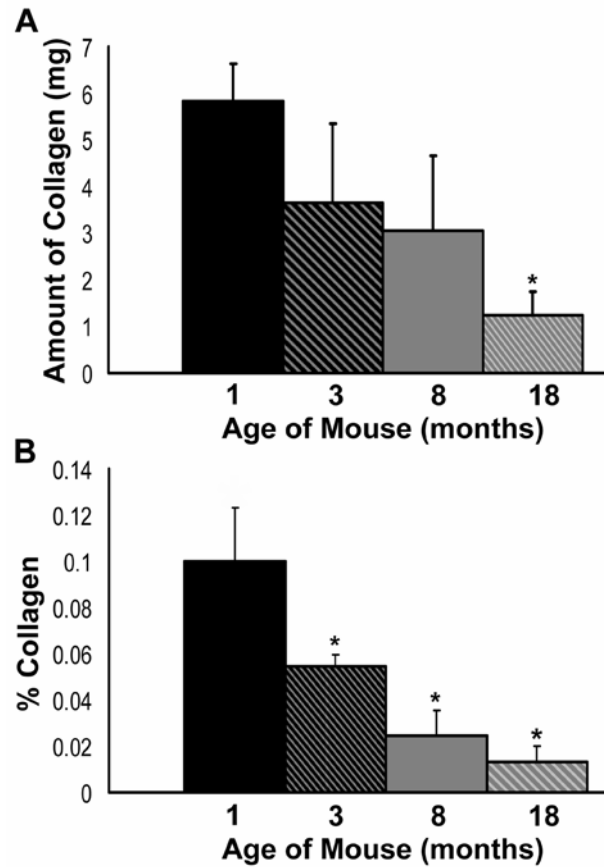 A
Amount of Collagen (mg)
7
6
5
4
3
2
1
0
*
1 3 8 18
Age of Mouse (months)
B
% Collagen
0.14
0.12
0.1
0.08
0.06
0.04
0.02
0
* * *
1 3 8 18
Age of Mouse (months)